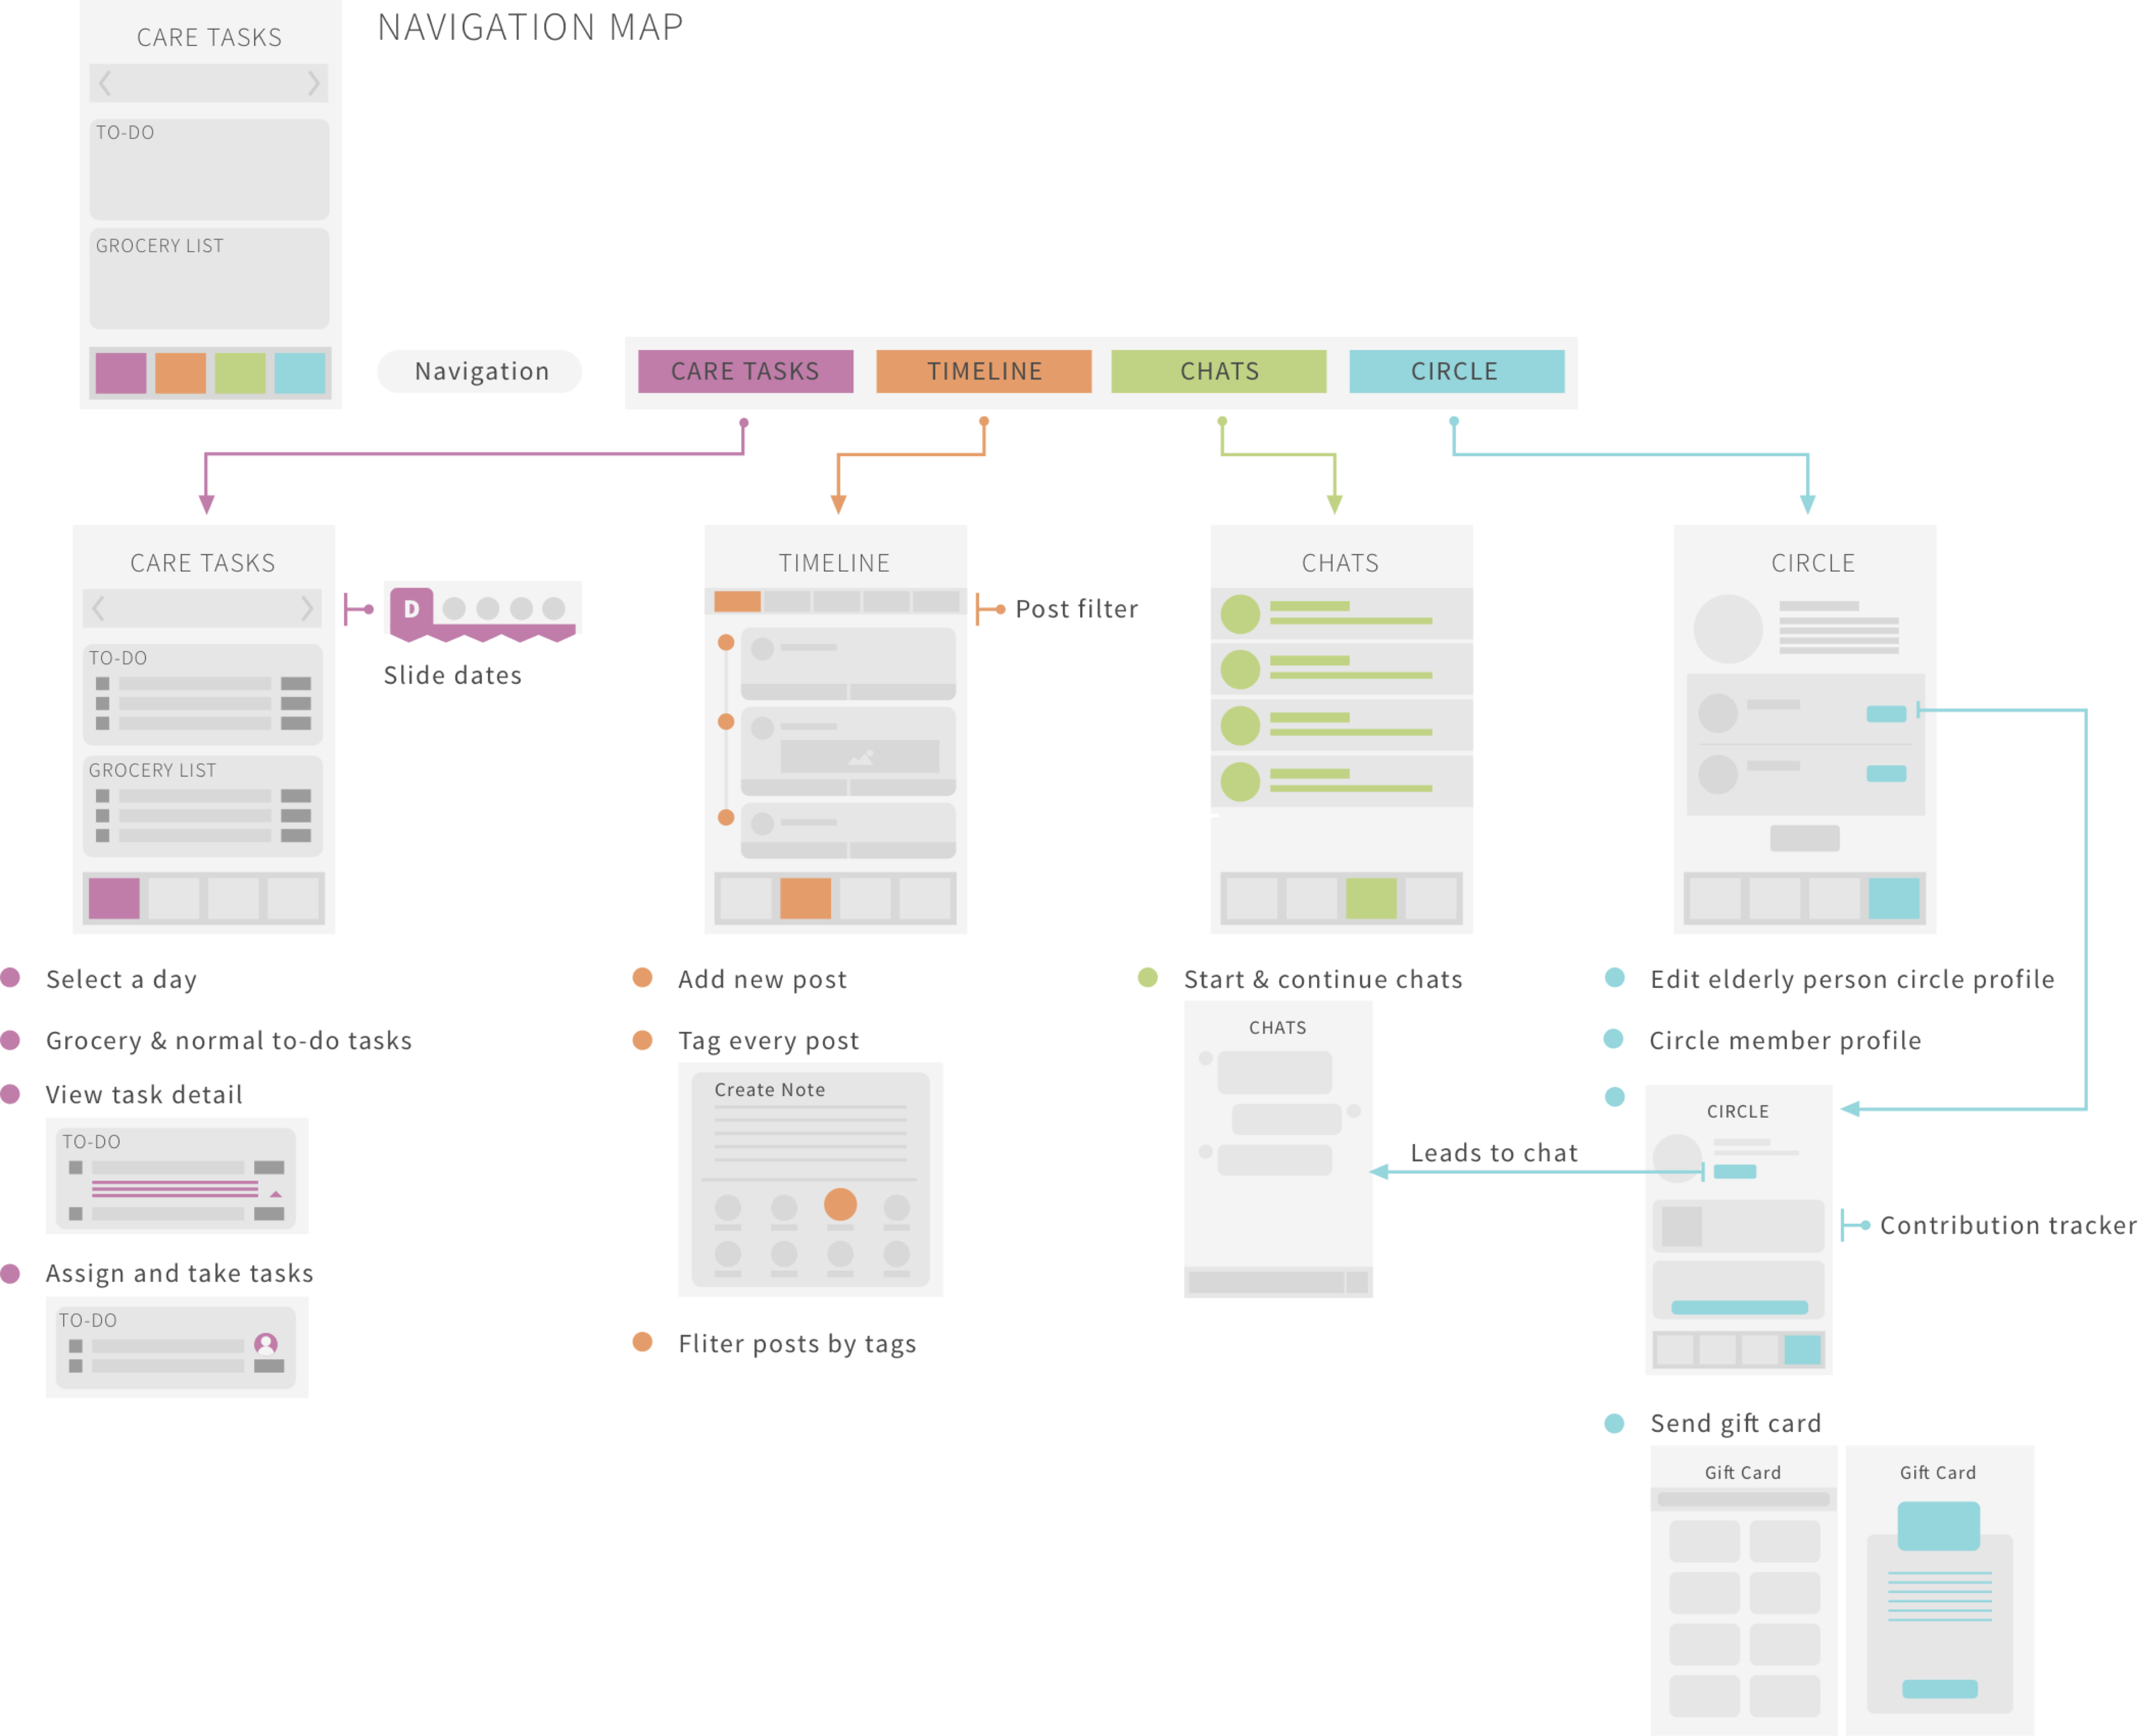 CARE TASKS
NAVIGATION MAP
TO-DO
GROCERY LIST
Navigation
CARE TASKS
TIMELINE
CHATS
CIRCLE
CARE TASKS
TO-DO
GROCERY LIST
D
Slide dates
TIMELINE
Post filter
CHATS
CIRCLE
Select a day
Grocery & normal to-do tasks
View task detail
TO-DO
Assign and take tasks
TO-DO
Add new post
Tag every post
Create Note
Fliter posts by tags
Start & continue chats
CHATS
Leads to chat
Edit elderly person circle profile
Circle member profile
CIRCLE
Contribution tracker
Send gift card
Gift Card
Gift Card